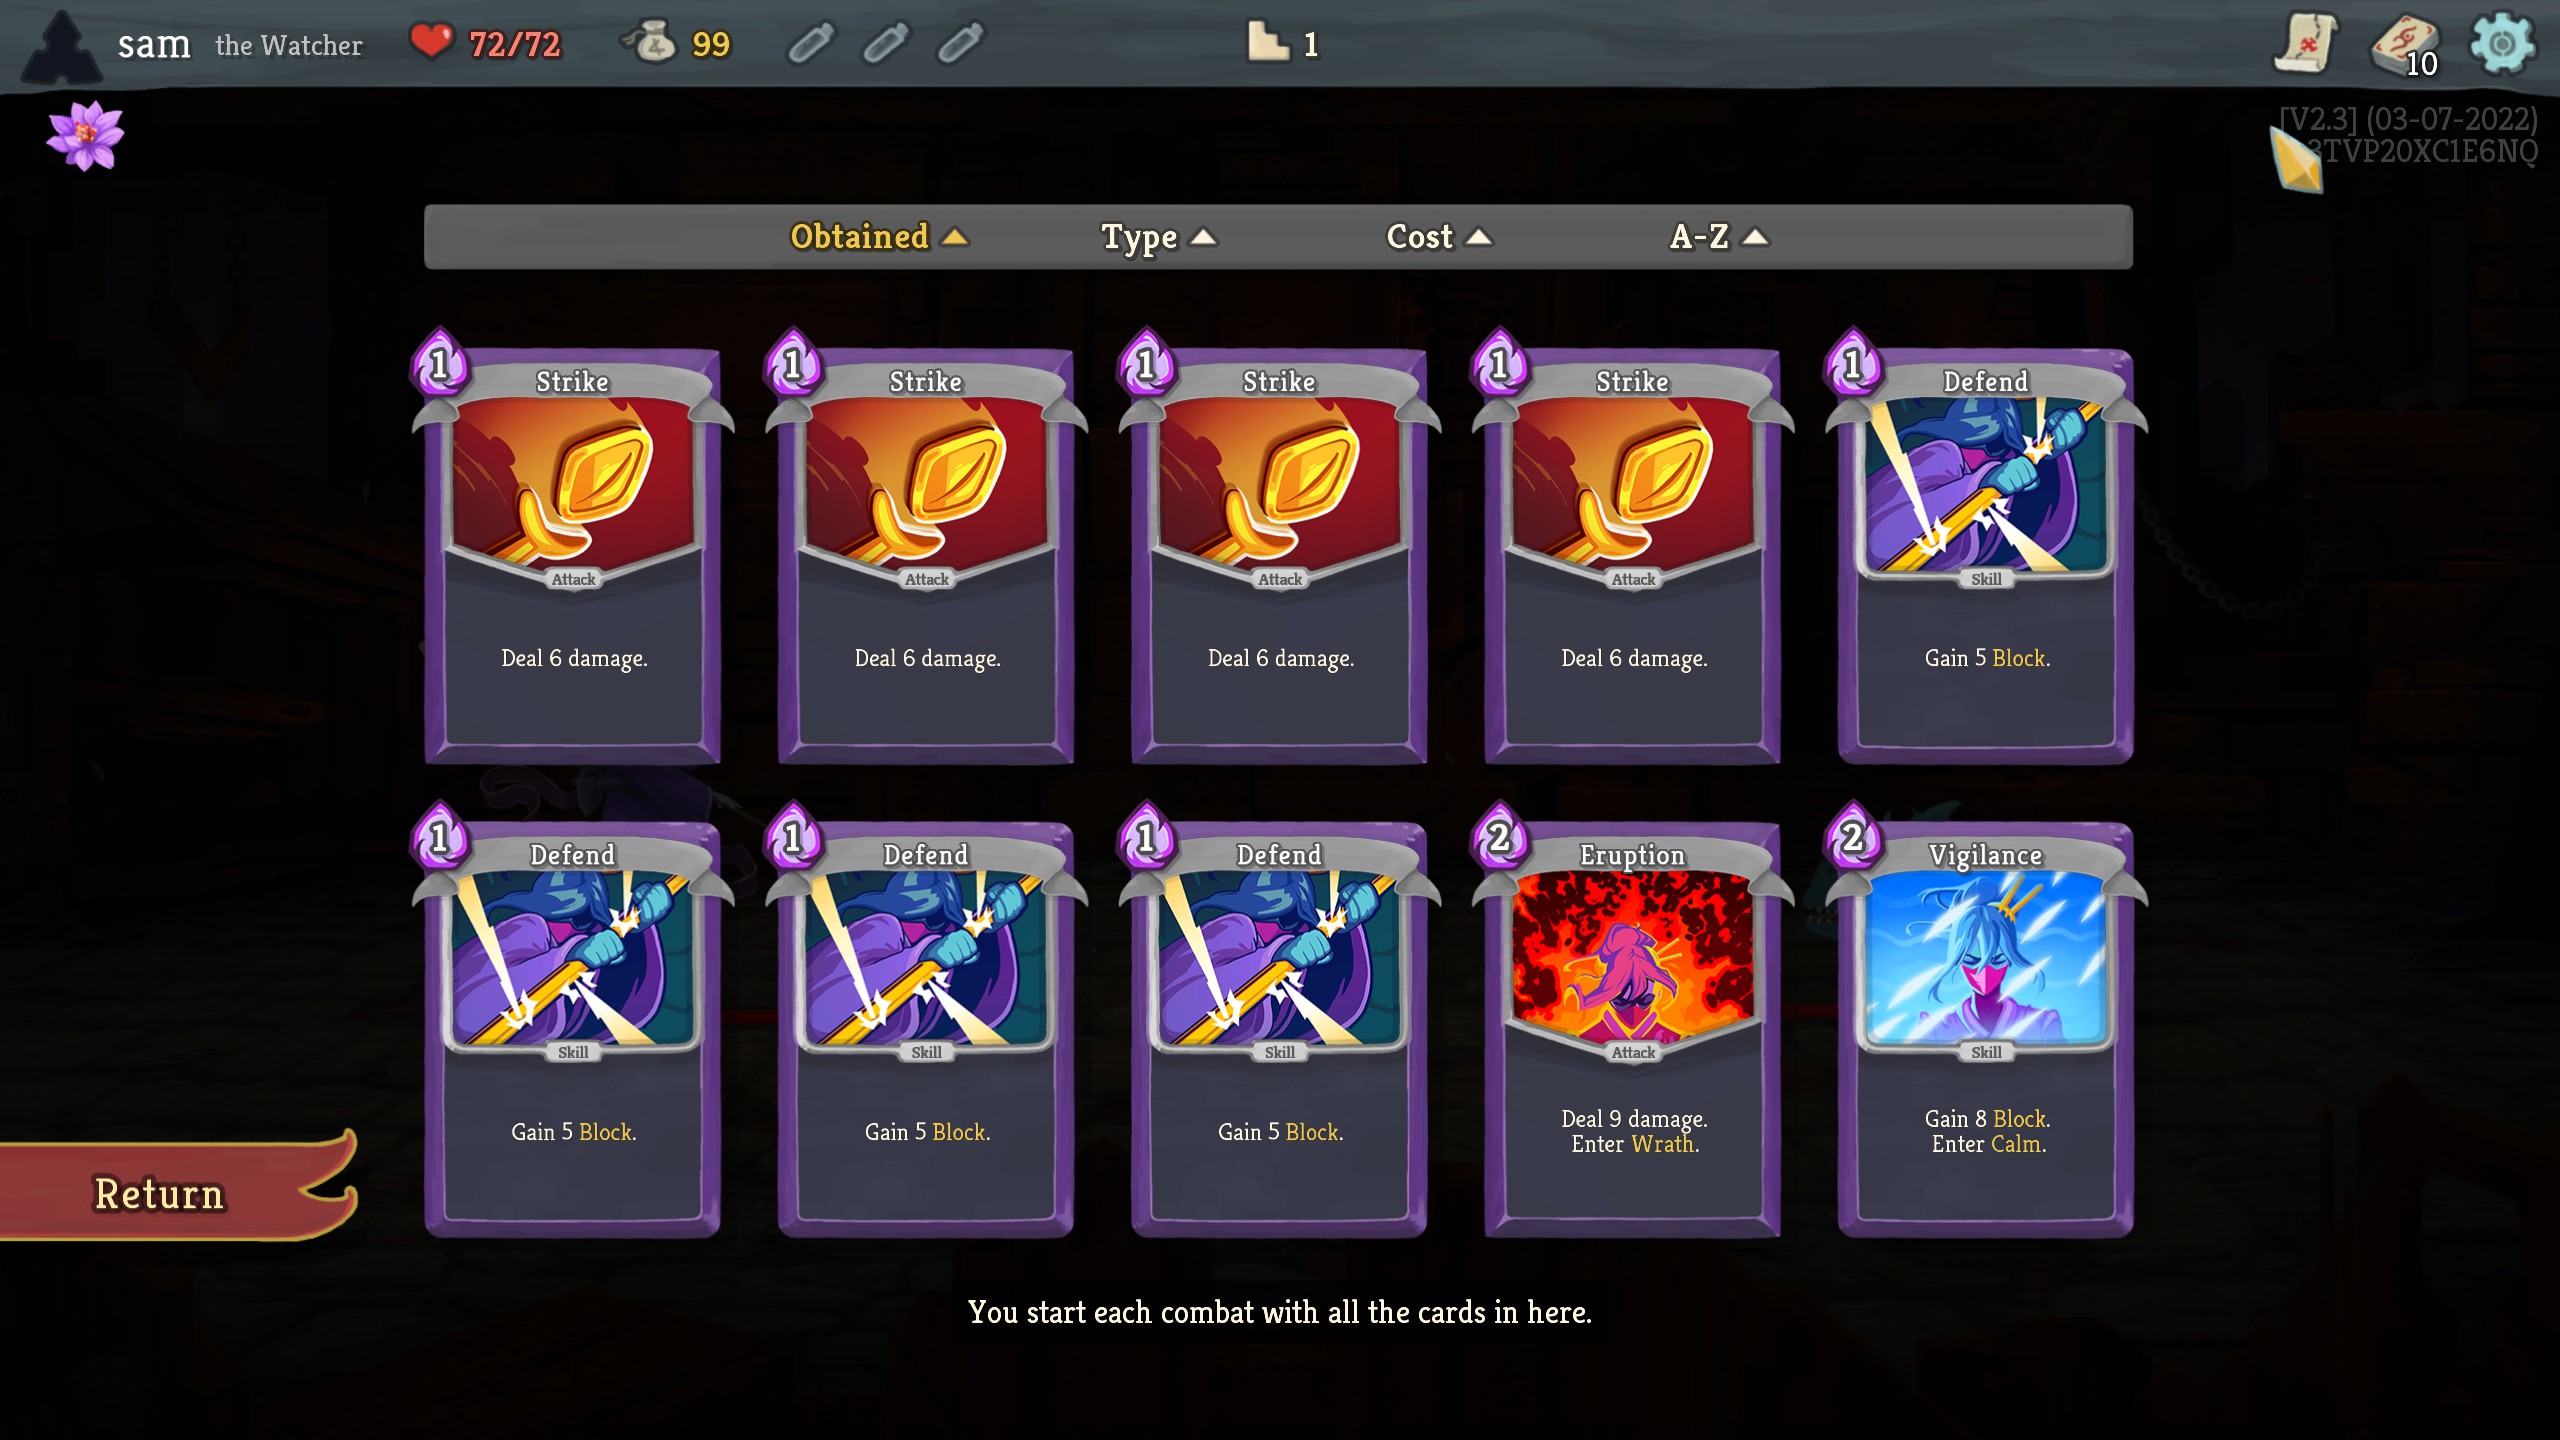 sam the Watcher 72/72 99 1 10
[V2.3] (03-07-2022)
3TVP20XC1E6NQ
Obtained Type Cost A-Z
1 Strike
Attack
Deal 6 damage.
1 Strike
Attack
Deal 6 damage.
1 Strike
Attack
Deal 6 damage.
1 Strike
Attack
Deal 6 damage.
1 Defend
Skill
Gain 5 Block.
1 Defend
Skill
Gain 5 Block.
1 Defend
Skill
Gain 5 Block.
1 Defend
Skill
Gain 5 Block.
2 Eruption
Attack
Deal 9 damage.
Enter Wrath.
2 Vigilance
Skill
Gain 8 Block.
Enter Calm.
Return
You start each combat with all the cards in here.